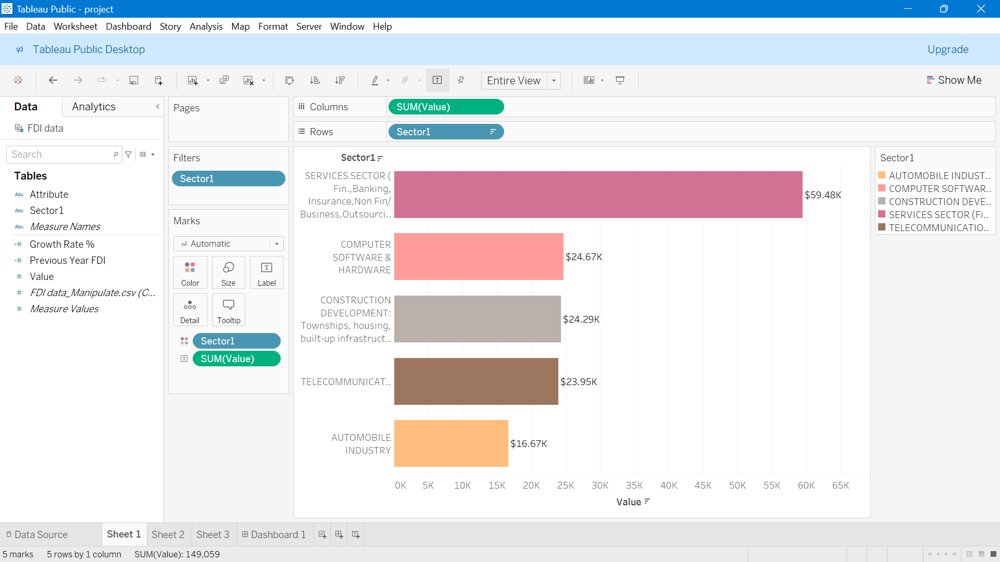 Tableau Public - project
File Data Worksheet Dashboard Story Analysis Map Format Server Window Help
Tableau Public Desktop
Upgrade
Entire View
Show Me
Data
Analytics
FDI data
Search
Tables
Abc Attribute
Abc Sector1
Abc Measure Names
Growth Rate %
Previous Year FDI
Value
FDI data_Manipulate.csv (C...
Measure Values
Pages
Filters
Sector1
Marks
Automatic
Color Size Label
Detail Tooltip
Sector1
SUM(Value)
Columns SUM(Value)
Rows Sector1
Sector1
SERVICES SECTOR (
Fin.,Banking,
Insurance,Non Fin/
Business,Outsourci..
$59.48K
COMPUTER
SOFTWARE &
HARDWARE
$24.67K
CONSTRUCTION
DEVELOPMENT:
Townships, housing,
built-up infrastruct..
$24.29K
TELECOMMUNICAT..
$23.95K
AUTOMOBILE
INDUSTRY
$16.67K
0K 5K 10K 15K 20K 25K 30K 35K 40K 45K 50K 55K 60K 65K
Value
Sector1
AUTOMOBILE INDUST..
COMPUTER SOFTWAR..
CONSTRUCTION DEVE..
SERVICES SECTOR (Fi..
TELECOMMUNICATIO..
Data Source Sheet 1 Sheet 2 Sheet 3 Dashboard 1
5 marks 5 rows by 1 column SUM(Value): 149,059